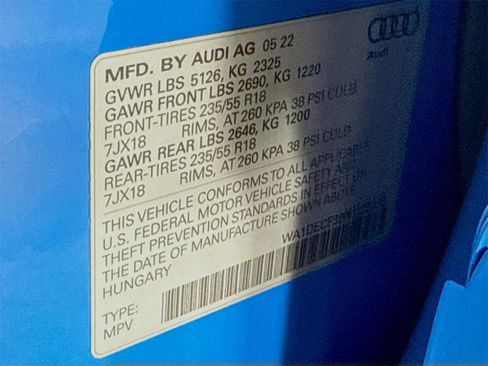 MFD. BY AUDI AG 05 22
GVWR LBS 5126, KG 2325
GAWR FRONT LBS 2690, KG 1220
FRONT-TIRES 235/55 R18
7JX18 RIMS, AT 260 KPA 38 PSI COLD
GAWR REAR LBS 2646, KG 1200
REAR-TIRES 235/55 R18
7JX18 RIMS, AT 260 KPA 38 PSI COLD
THIS VEHICLE CONFORMS TO ALL APPLICABLE
U.S. FEDERAL MOTOR VEHICLE SAFETY AND
THEFT PREVENTION STANDARDS IN EFFECT ON
THE DATE OF MANUFACTURE SHOWN ABOVE
HUNGARY
TYPE:
MPV
Audi